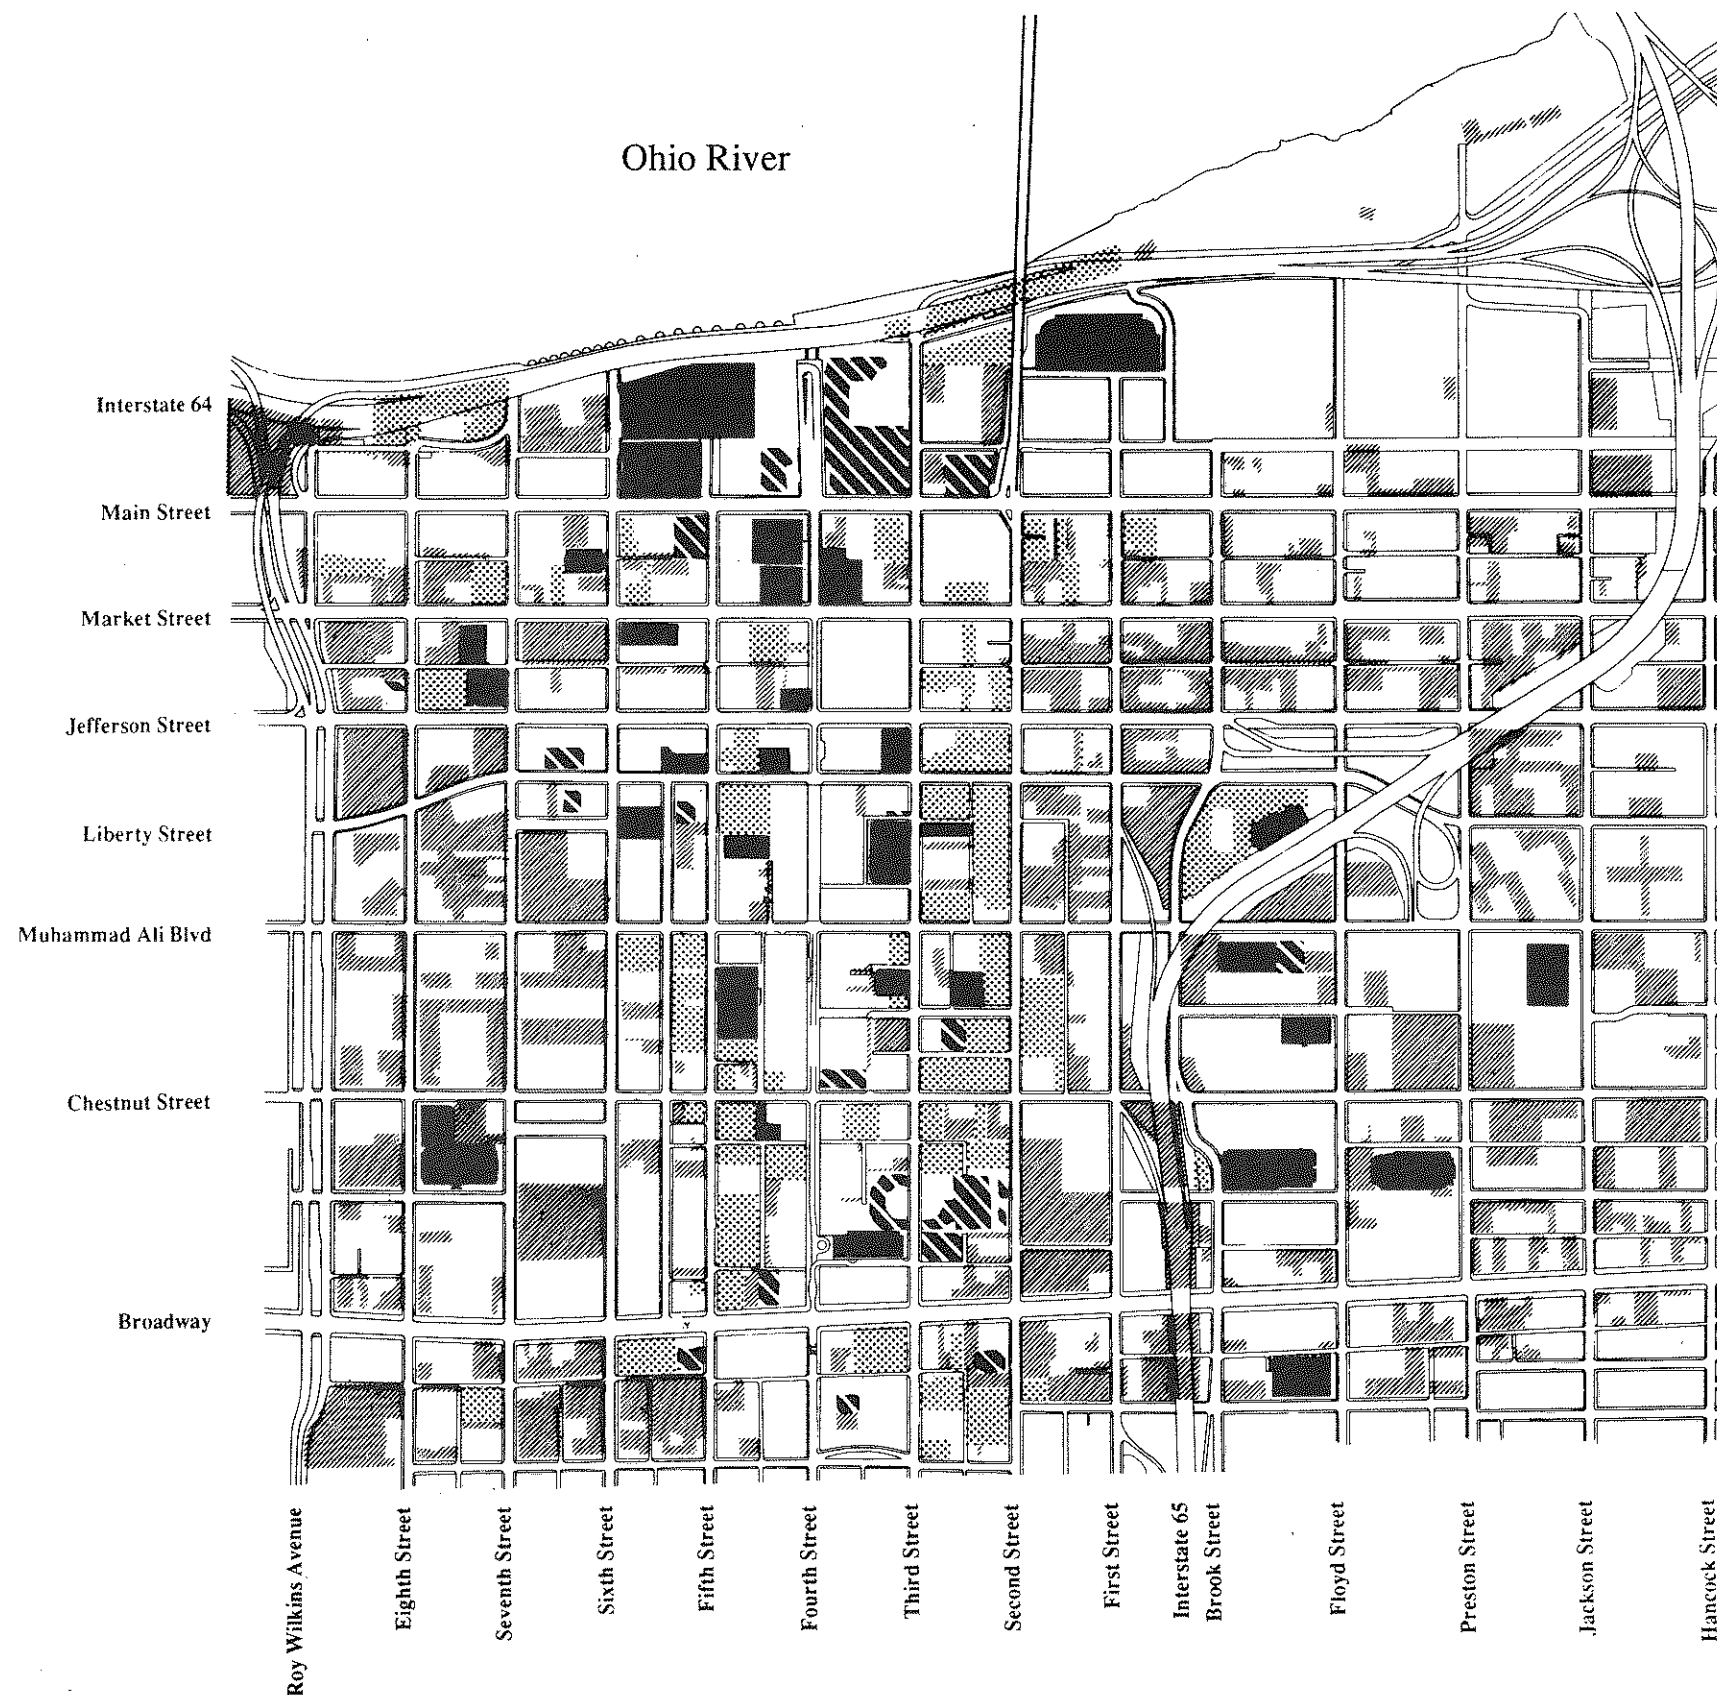 Ohio River
Interstate 64
Main Street
Market Street
Jefferson Street
Liberty Street
Muhammad Ali Blvd
Chestnut Street
Broadway
Roy Wilkins Avenue
Eighth Street
Seventh Street
Sixth Street
Fifth Street
Fourth Street
Third Street
Second Street
First Street
Interstate 65
Brook Street
Floyd Street
Preston Street
Jackson Street
Hancock Street